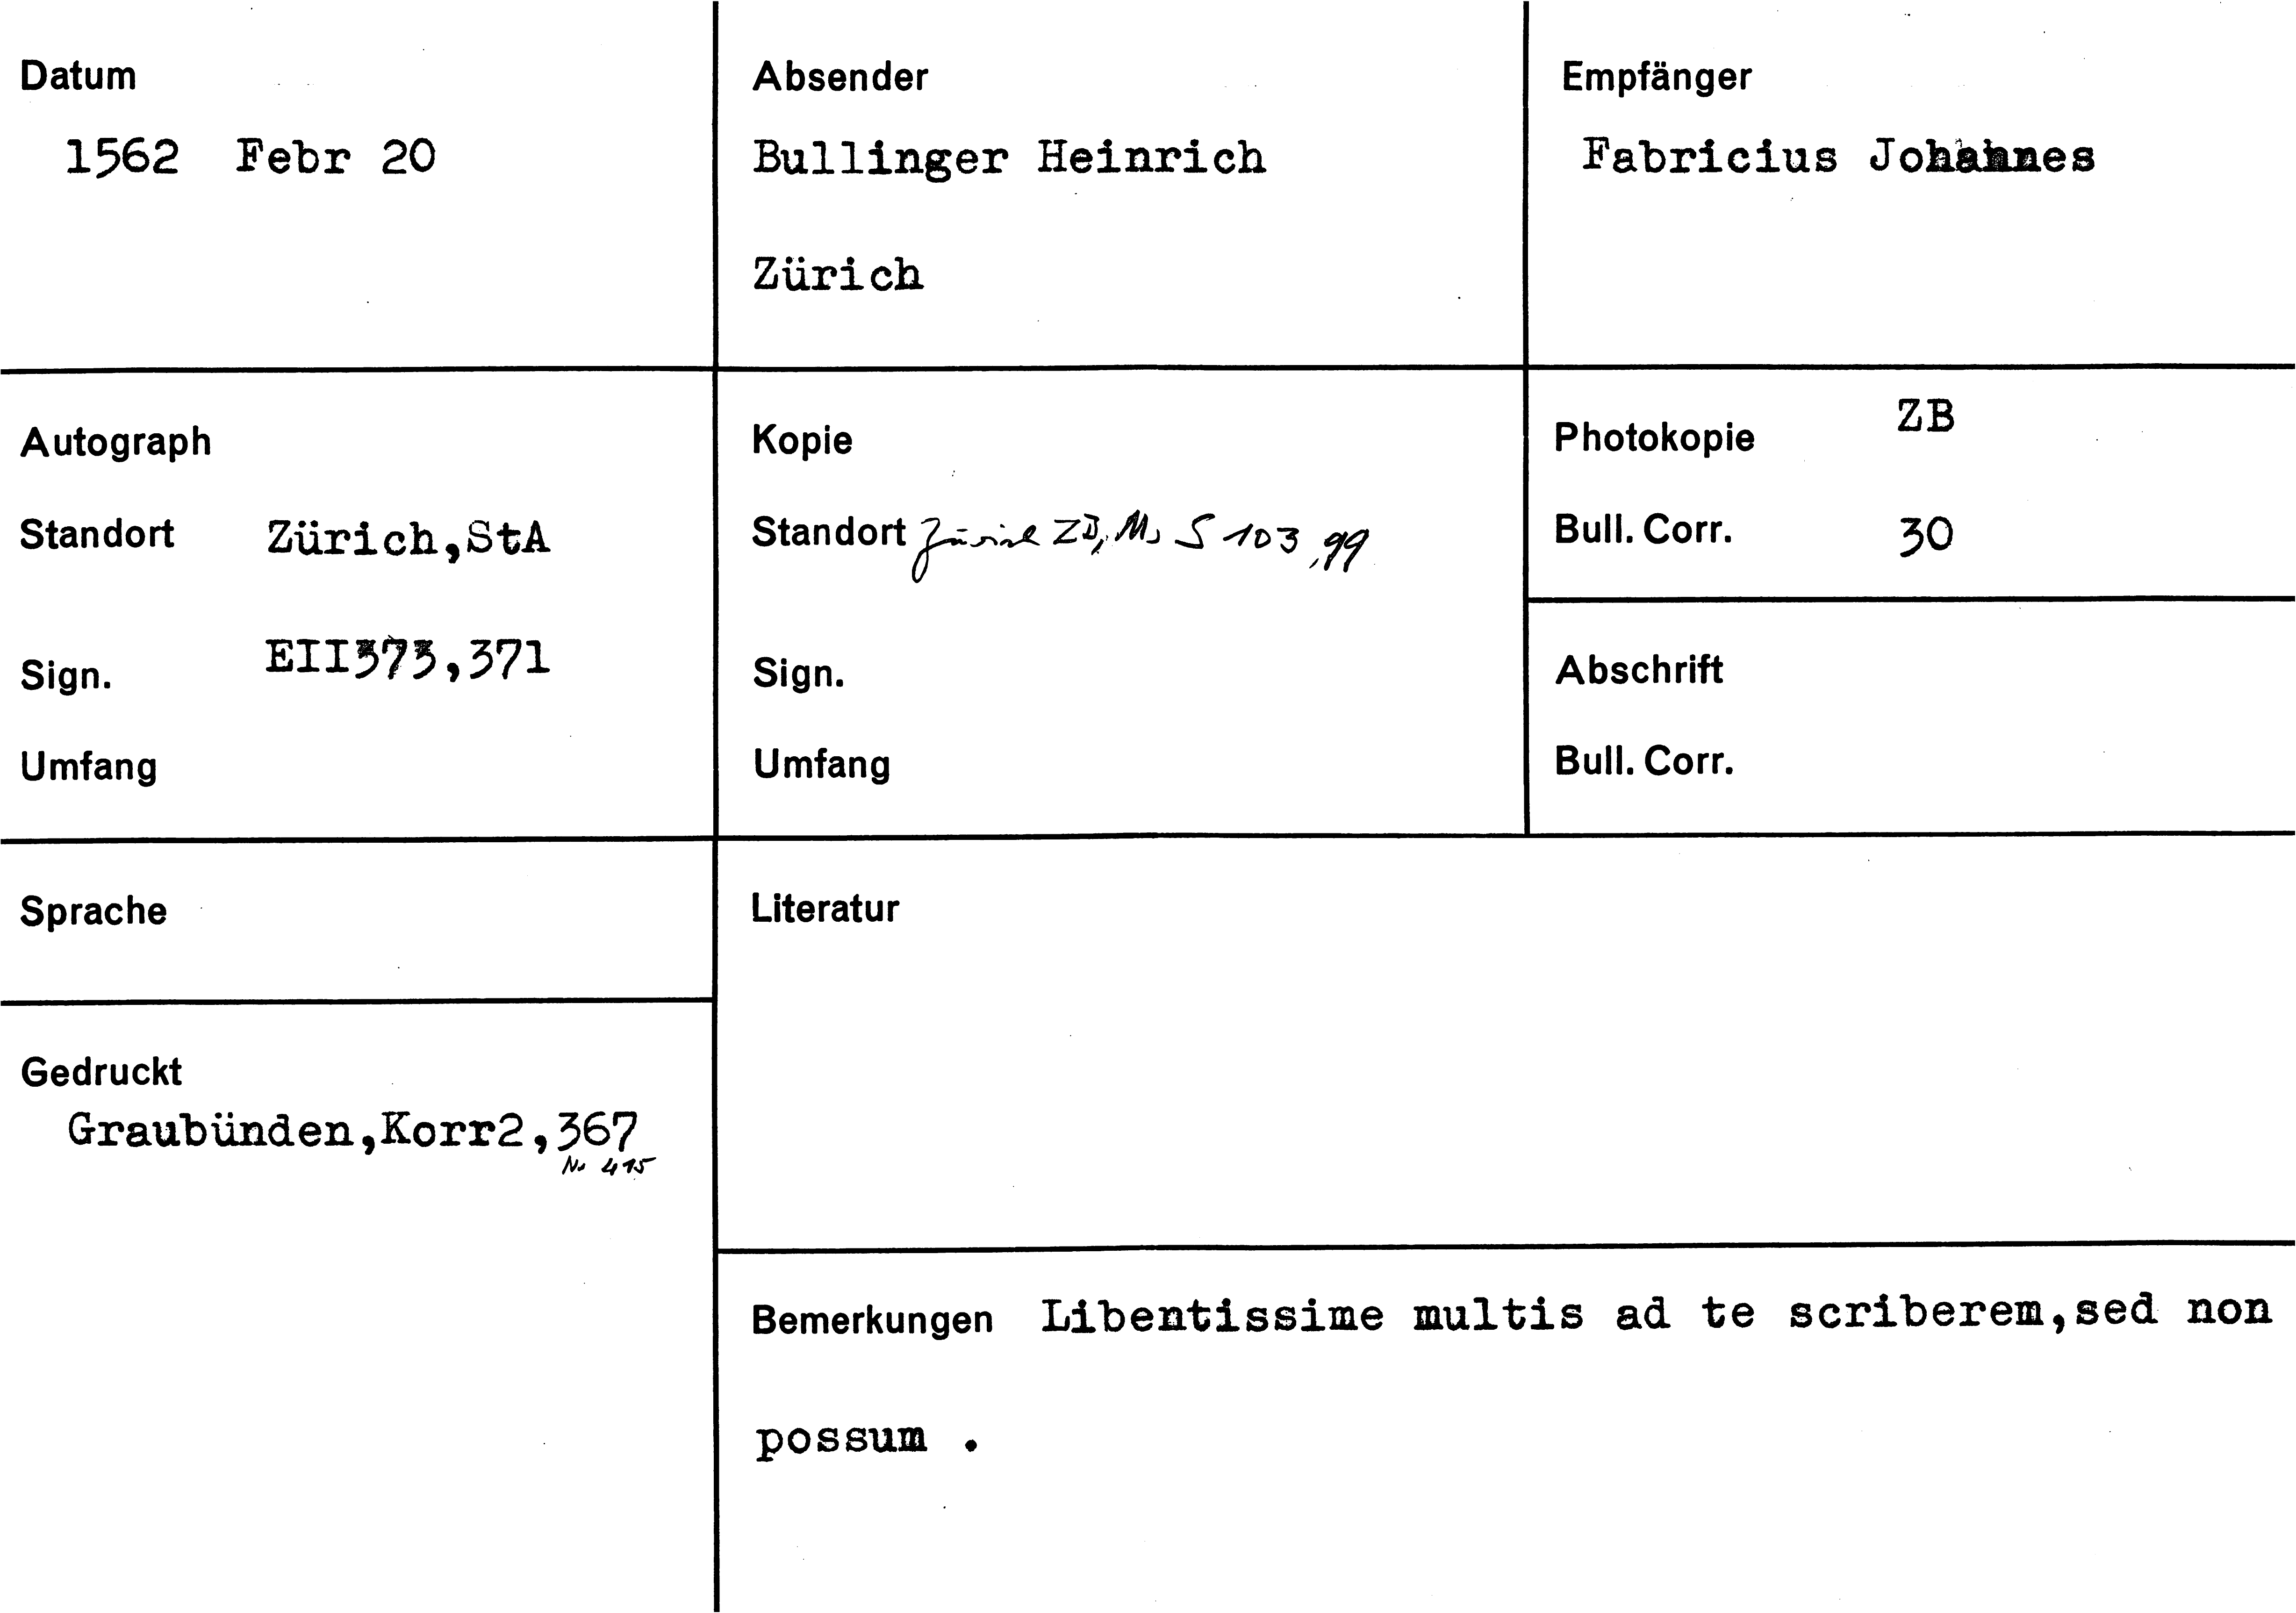 Datum
1562 Febr 20
Absender
Bullinger Heinrich
Zürich
Empfänger
Fabricius Johannes
Autograph
Standort Zürich,StA
Sign. EII373,371
Umfang
Kopie
Standort Zürich ZB, Ms S 103,99
Sign.
Umfang
Photokopie ZB
Bull. Corr. 30
Abschrift
Bull. Corr.
Sprache
Literatur
Gedruckt
Graubünden,Korr2,367
No 415
Bemerkungen Libentissime multis ad te scriberem,sed non
possum .